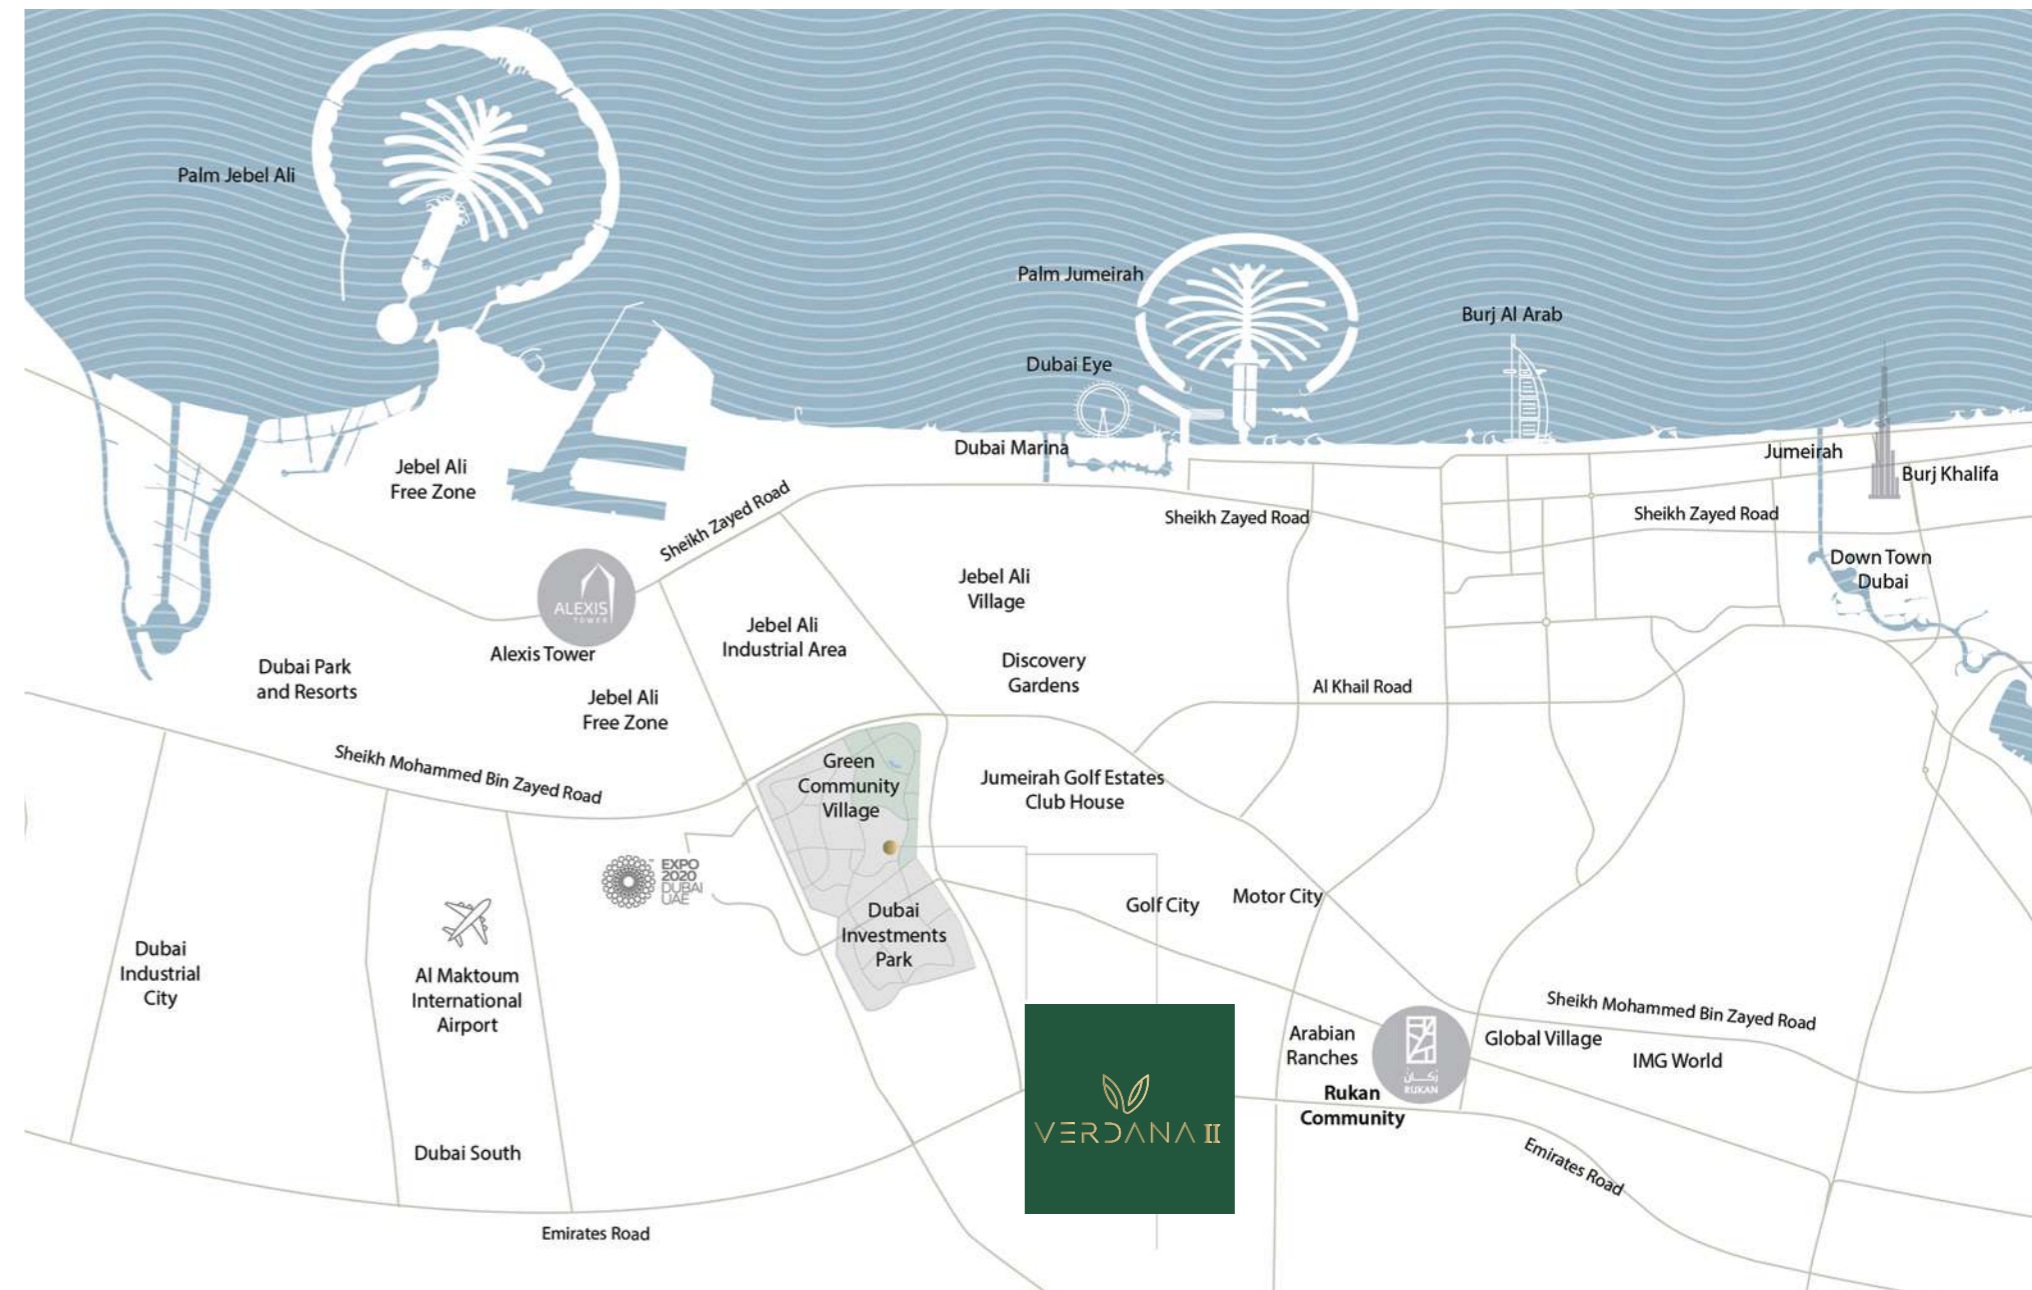 Palm Jebel Ali
Palm Jumeirah
Burj Al Arab
Dubai Eye
Dubai Marina
Jumeirah
Burj Khalifa
Jebel Ali
Free Zone
Sheikh Zayed Road
Sheikh Zayed Road
Sheikh Zayed Road
Down Town
Dubai
ALEXIS
TOWER
Alexis Tower
Jebel Ali
Village
Jebel Ali
Industrial Area
Dubai Park
and Resorts
Discovery
Gardens
Jebel Ali
Free Zone
Al Khail Road
Sheikh Mohammed Bin Zayed Road
Green
Community
Village
Jumeirah Golf Estates
Club House
EXPO
2020
DUBAI
UAE
Golf City
Motor City
Dubai
Investments
Park
Dubai
Industrial
City
Al Maktoum
International
Airport
Sheikh Mohammed Bin Zayed Road
Arabian
Ranches
ركان
RUKAN
Global Village
IMG World
Rukan
Community
VERDANA II
Dubai South
Emirates Road
Emirates Road